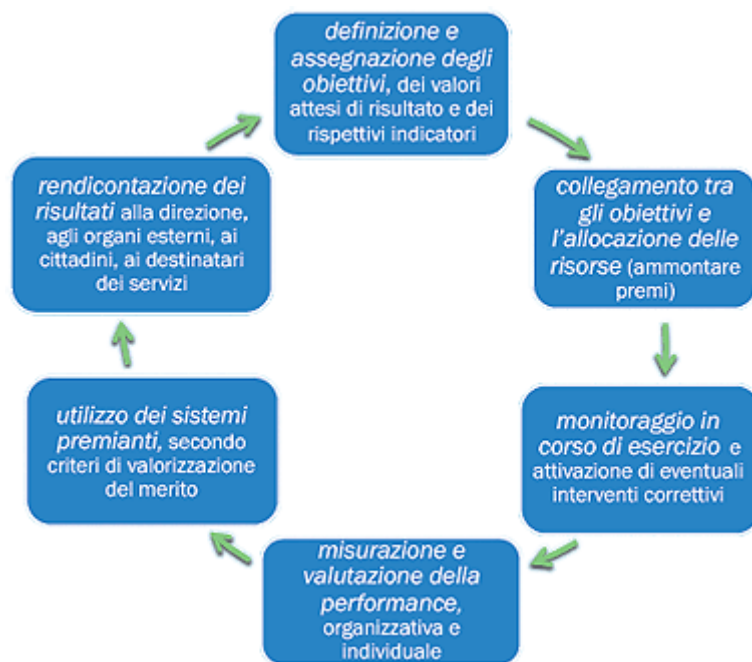 definizione e
assegnazione degli
obiettivi, dei valori
attesi di risultato e dei
rispettivi indicatori
collegamento tra
gli obiettivi e
l'allocazione delle
risorse (ammontare
premi)
monitoraggio in
corso di esercizio e
attivazione di eventuali
interventi correttivi
misurazione e
valutazione della
performance,
organizzativa e
individuale
utilizzo dei sistemi
premianti, secondo
criteri di valorizzazione
del merito
rendicontazione dei
risultati alla direzione,
agli organi esterni, ai
cittadini, ai destinatari
dei servizi